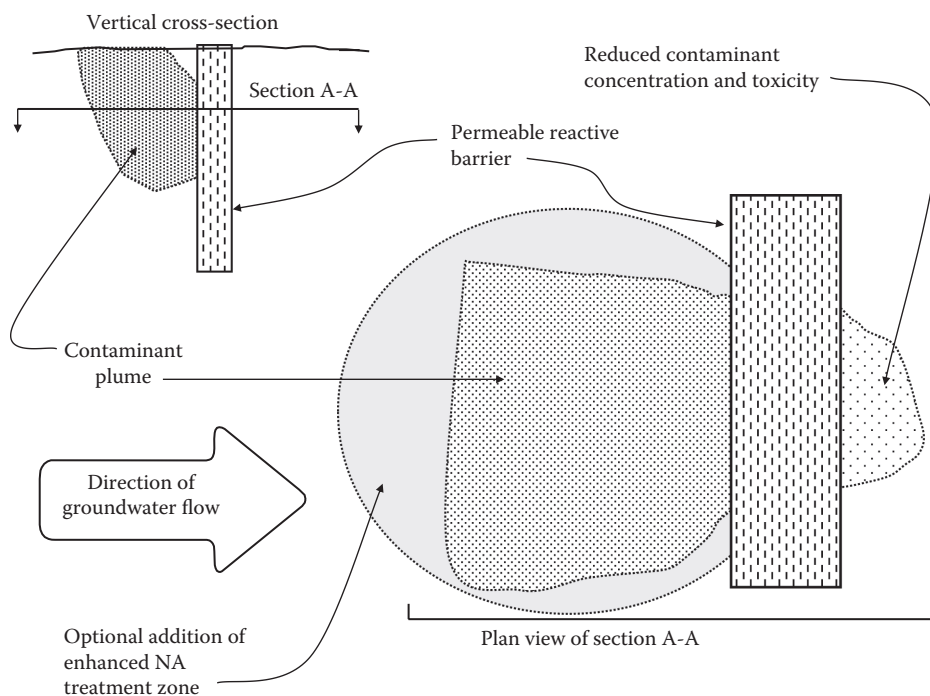 Vertical cross-section
Section A-A
Reduced contaminant
concentration and toxicity
Permeable reactive
barrier
Contaminant
plume
Direction of
groundwater flow
Optional addition of
enhanced NA
treatment zone
Plan view of section A-A